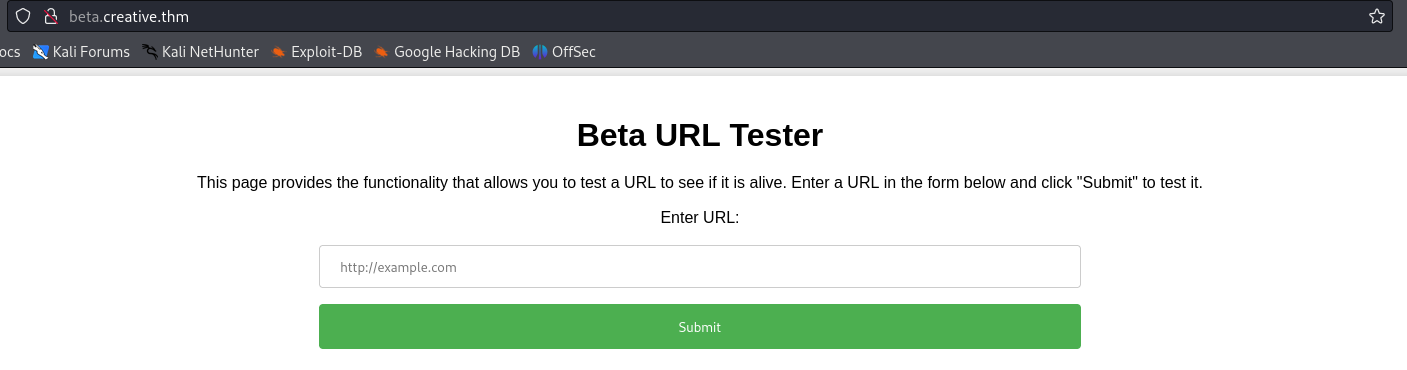 beta.creative.thm
ocs Kali Forums Kali NetHunter Exploit-DB Google Hacking DB OffSec
Beta URL Tester
This page provides the functionality that allows you to test a URL to see if it is alive. Enter a URL in the form below and click "Submit" to test it.
Enter URL:
http://example.com
Submit